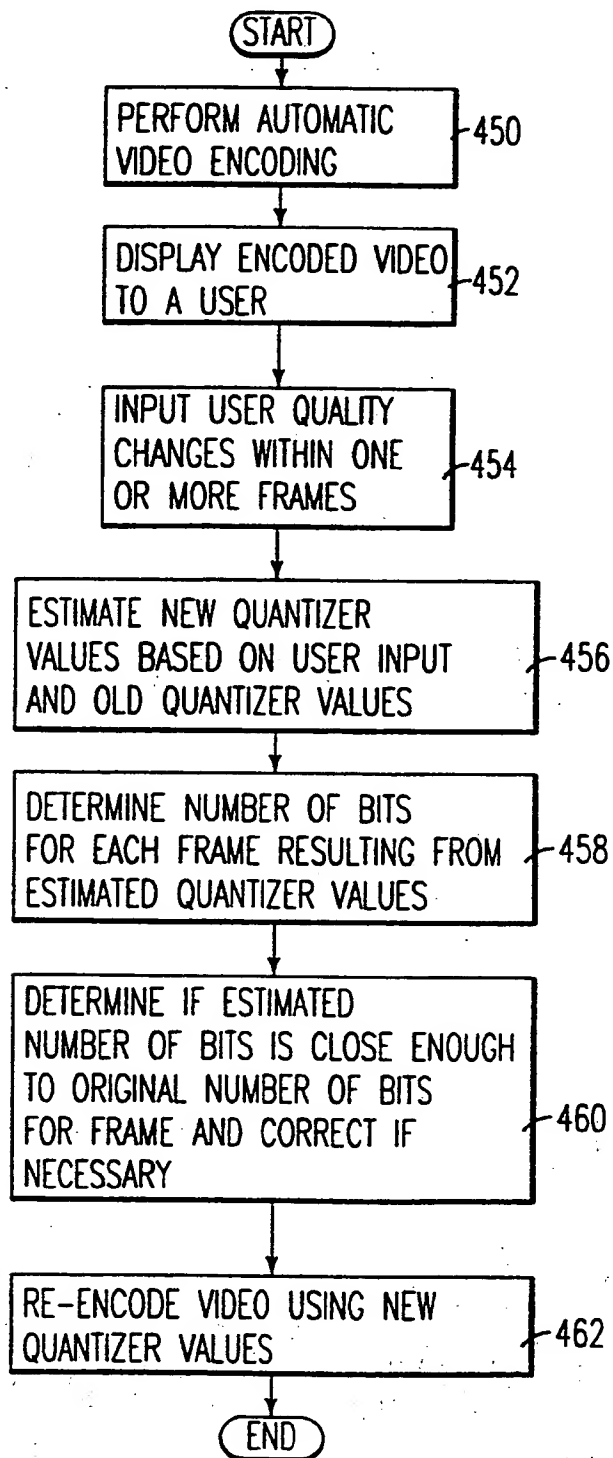 START
PERFORM AUTOMATIC
VIDEO ENCODING
450
DISPLAY ENCODED VIDEO
TO A USER
452
INPUT USER QUALITY
CHANGES WITHIN ONE
OR MORE FRAMES
454
ESTIMATE NEW QUANTIZER
VALUES BASED ON USER INPUT
AND OLD QUANTIZER VALUES
456
DETERMINE NUMBER OF BITS
FOR EACH FRAME RESULTING FROM
ESTIMATED QUANTIZER VALUES
458
DETERMINE IF ESTIMATED
NUMBER OF BITS IS CLOSE ENOUGH
TO ORIGINAL NUMBER OF BITS
FOR FRAME AND CORRECT IF
NECESSARY
460
RE-ENCODE VIDEO USING NEW
QUANTIZER VALUES
462
END